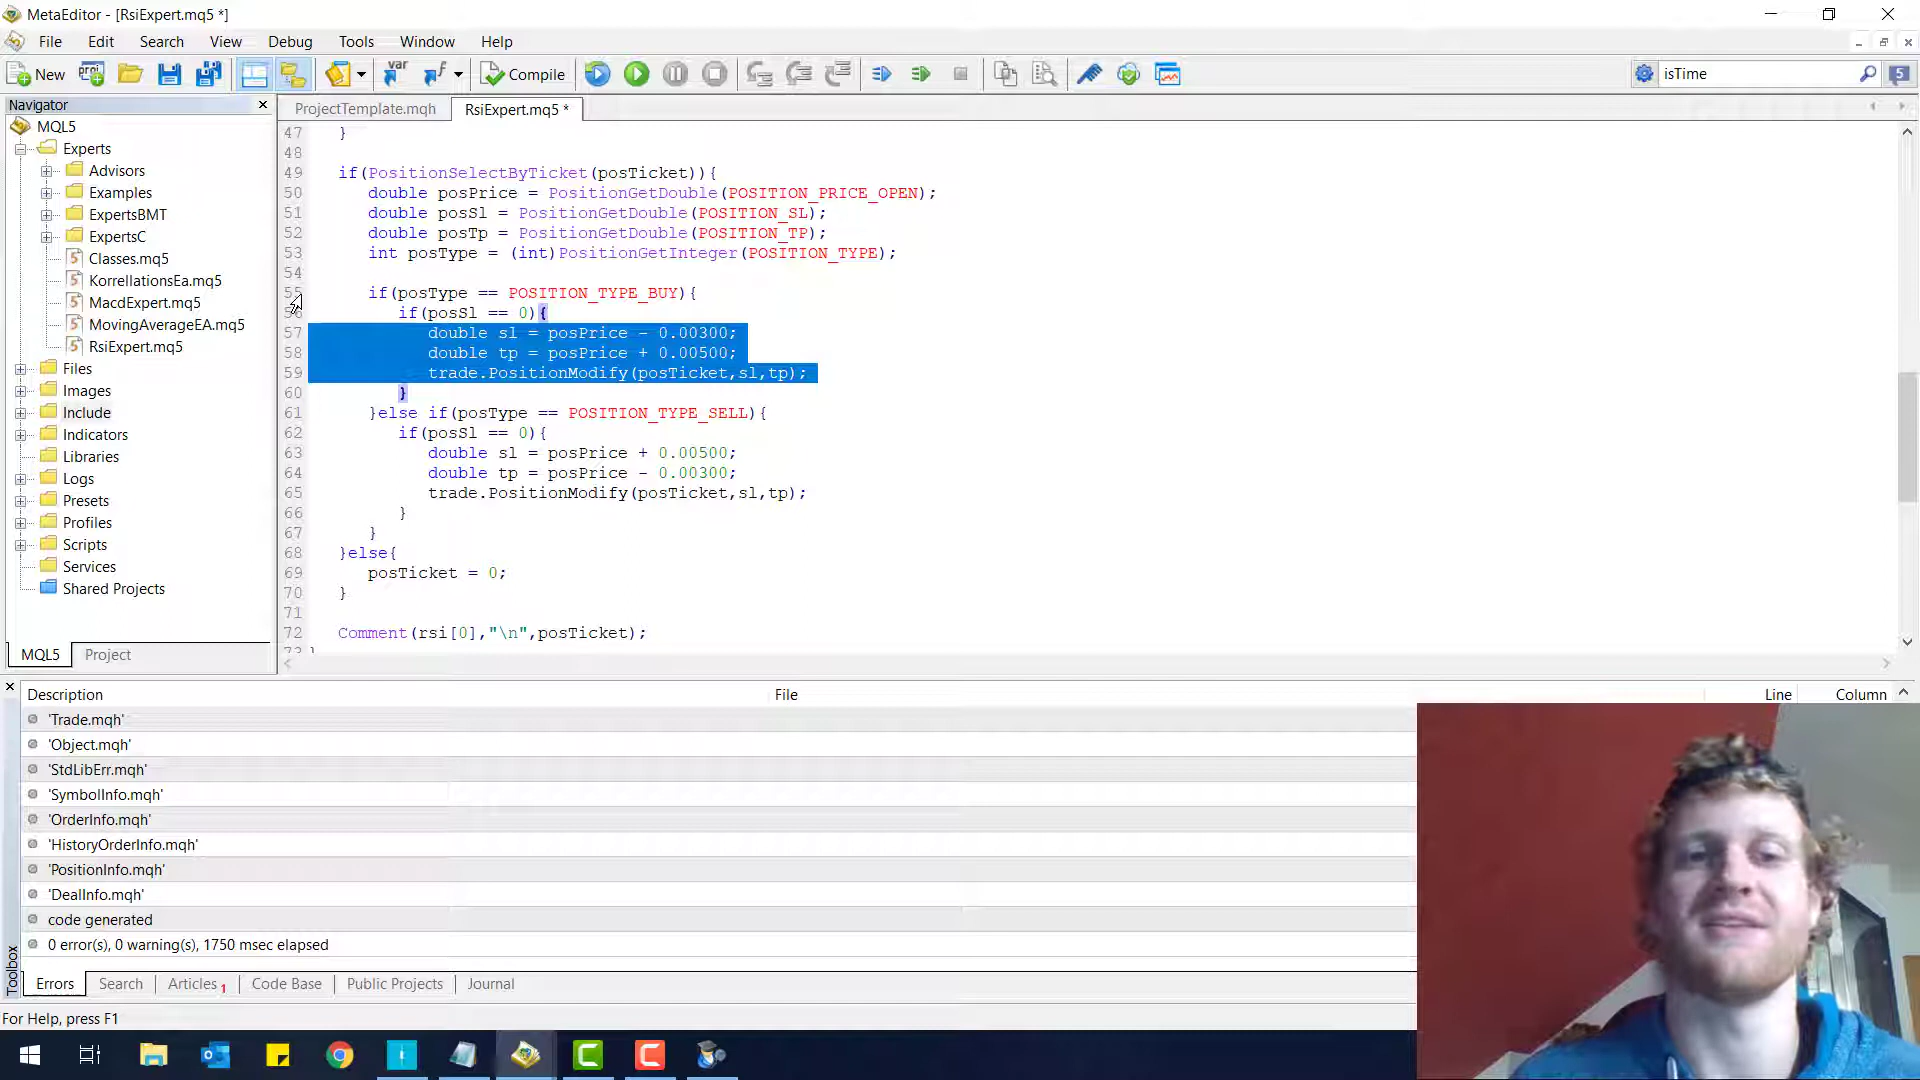 MetaEditor - [RsiExpert.mq5 *]
File Edit Search View Debug Tools Window Help
New proj var f Compile isTime 5
Navigator
ProjectTemplate.mqh RsiExpert.mq5 *
MQL5
Experts
Advisors
Examples
ExpertsBMT
ExpertsC
Classes.mq5
KorrellationsEa.mq5
MacdExpert.mq5
MovingAverageEA.mq5
RsiExpert.mq5
Files
Images
Include
Indicators
Libraries
Logs
Presets
Profiles
Scripts
Services
Shared Projects
MQL5 Project
47 }
48
49 if(PositionSelectByTicket(posTicket)){
50 double posPrice = PositionGetDouble(POSITION_PRICE_OPEN);
51 double posSl = PositionGetDouble(POSITION_SL);
52 double posTp = PositionGetDouble(POSITION_TP);
53 int posType = (int)PositionGetInteger(POSITION_TYPE);
54
55 if(posType == POSITION_TYPE_BUY){
56 if(posSl == 0){
57 double sl = posPrice - 0.00300;
58 double tp = posPrice + 0.00500;
59 trade.PositionModify(posTicket,sl,tp);
60 }
61 }else if(posType == POSITION_TYPE_SELL){
62 if(posSl == 0){
63 double sl = posPrice + 0.00500;
64 double tp = posPrice - 0.00300;
65 trade.PositionModify(posTicket,sl,tp);
66 }
67 }
68 }else{
69 posTicket = 0;
70 }
71
72 Comment(rsi[0],"\n",posTicket);
73 }
Description File Line Column
'Trade.mqh'
'Object.mqh'
'StdLibErr.mqh'
'SymbolInfo.mqh'
'OrderInfo.mqh'
'HistoryOrderInfo.mqh'
'PositionInfo.mqh'
'DealInfo.mqh'
code generated
0 error(s), 0 warning(s), 1750 msec elapsed
Toolbox
Errors Search Articles 1 Code Base Public Projects Journal
For Help, press F1